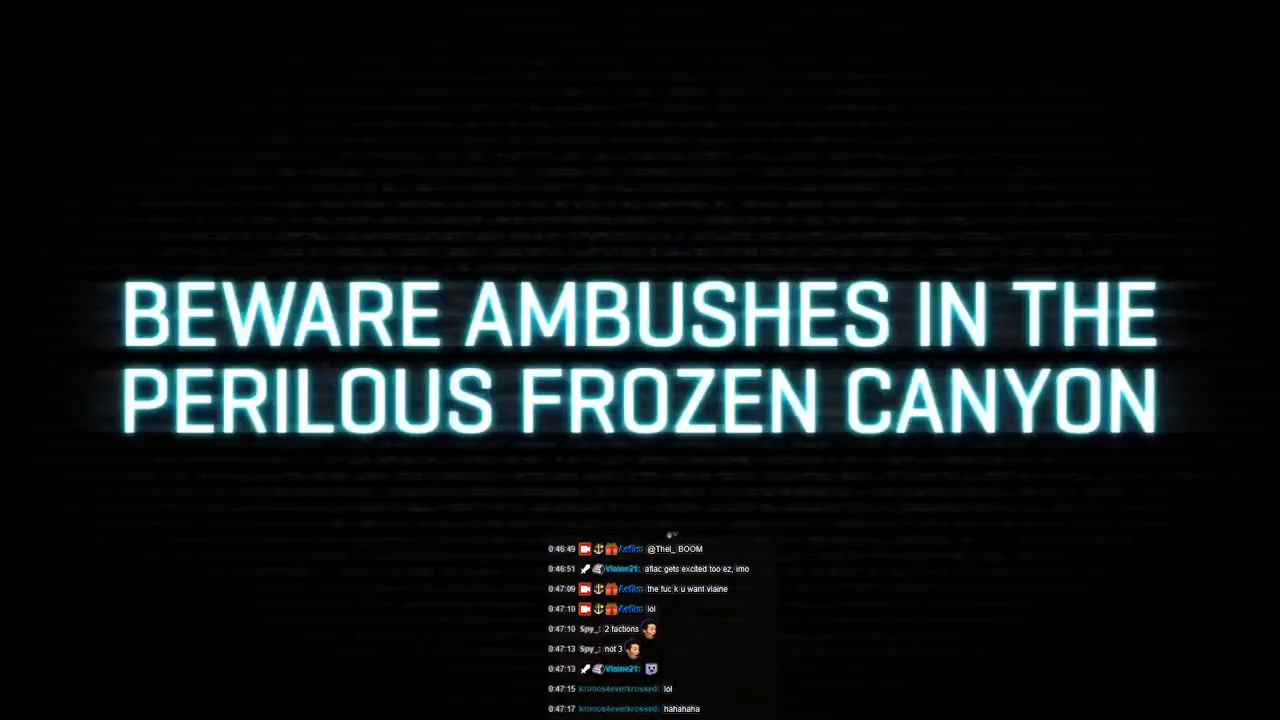 BEWARE AMBUSHES IN THE
PERILOUS FROZEN CANYON
0:46:49 @Thel_ BOOM
0:46:51 Vlaine21: aflac gets excited too ez, imo
0:47:09 the fuc k u want vlaine
0:47:10 lol
0:47:10 Spy_: 2 factions
0:47:13 Spy_: not 3
0:47:13 Vlaine21:
0:47:15 kronos4everkrossed: lol
0:47:17 kronos4everkrossed: hahahaha